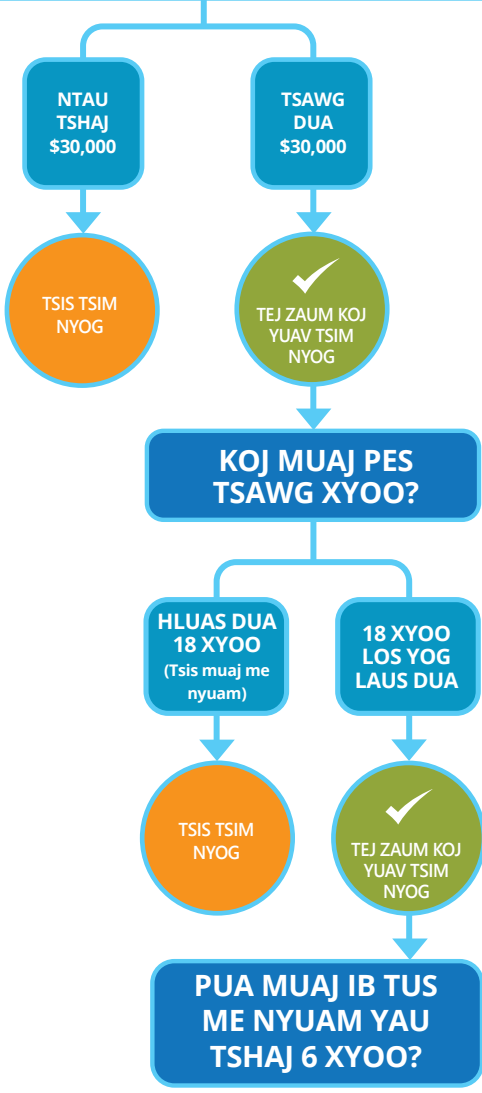 NTAU
TSHAJ
$30,000
TSAWG
DUA
$30,000
TSIS TSIM
NYOG
TEJ ZAUM KOJ
YUAV TSIM
NYOG
KOJ MUAJ PES
TSAWG XYOO?
HLUAS DUA
18 XYOO
(Tsis muaj me
nyuam)
18 XYOO
LOS YOG
LAUS DUA
TSIS TSIM
NYOG
TEJ ZAUM KOJ
YUAV TSIM
NYOG
PUA MUAJ IB TUS
ME NYUAM YAU
TSHAJ 6 XYOO?